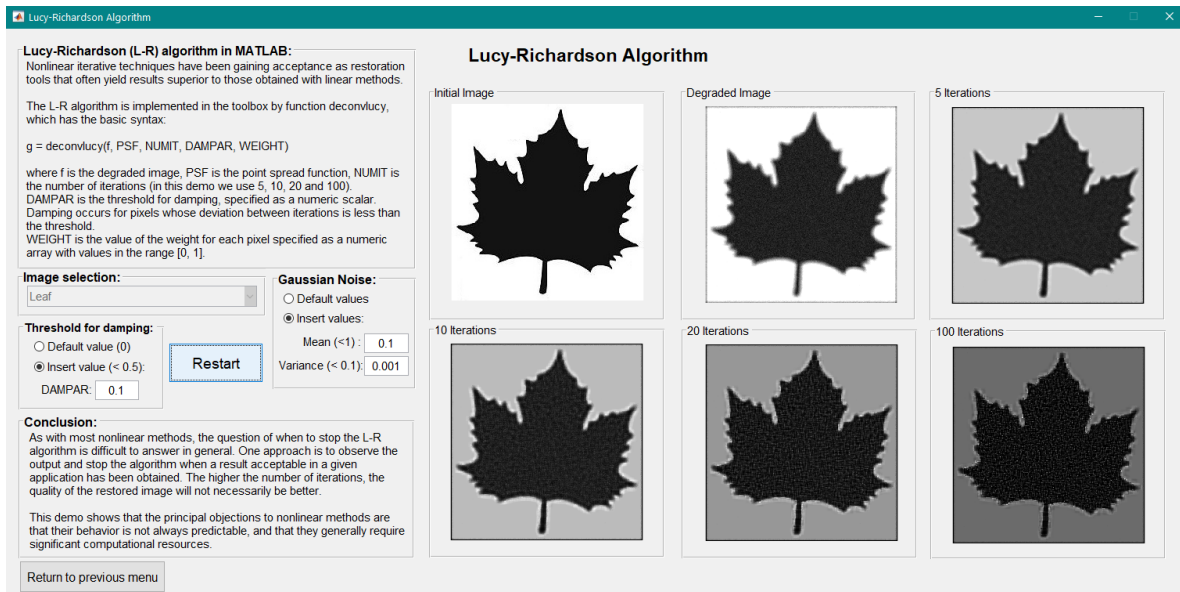 Lucy-Richardson Algorithm
Lucy-Richardson (L-R) algorithm in MATLAB:
Nonlinear iterative techniques have been gaining acceptance as restoration
tools that often yield results superior to those obtained with linear methods.
The L-R algorithm is implemented in the toolbox by function deconvlucy,
which has the basic syntax:
g = deconvlucy(f, PSF, NUMIT, DAMPAR, WEIGHT)
where f is the degraded image, PSF is the point spread function, NUMIT is
the number of iterations (in this demo we use 5, 10, 20 and 100).
DAMPAR is the threshold for damping, specified as a numeric scalar.
Damping occurs for pixels whose deviation between iterations is less than
the threshold.
WEIGHT is the value of the weight for each pixel specified as a numeric
array with values in the range [0, 1].
Image selection:
Leaf
Threshold for damping:
Default value (0)
Insert value (< 0.5):
DAMPAR: 0.1
Restart
Gaussian Noise:
Default values
Insert values:
Mean (<1) : 0.1
Variance (< 0.1): 0.001
Conclusion:
As with most nonlinear methods, the question of when to stop the L-R
algorithm is difficult to answer in general. One approach is to observe the
output and stop the algorithm when a result acceptable in a given
application has been obtained. The higher the number of iterations, the
quality of the restored image will not necessarily be better.
This demo shows that the principal objections to nonlinear methods are
that their behavior is not always predictable, and that they generally require
significant computational resources.
Return to previous menu
Lucy-Richardson Algorithm
Initial Image
Degraded Image
5 Iterations
10 Iterations
20 Iterations
100 Iterations